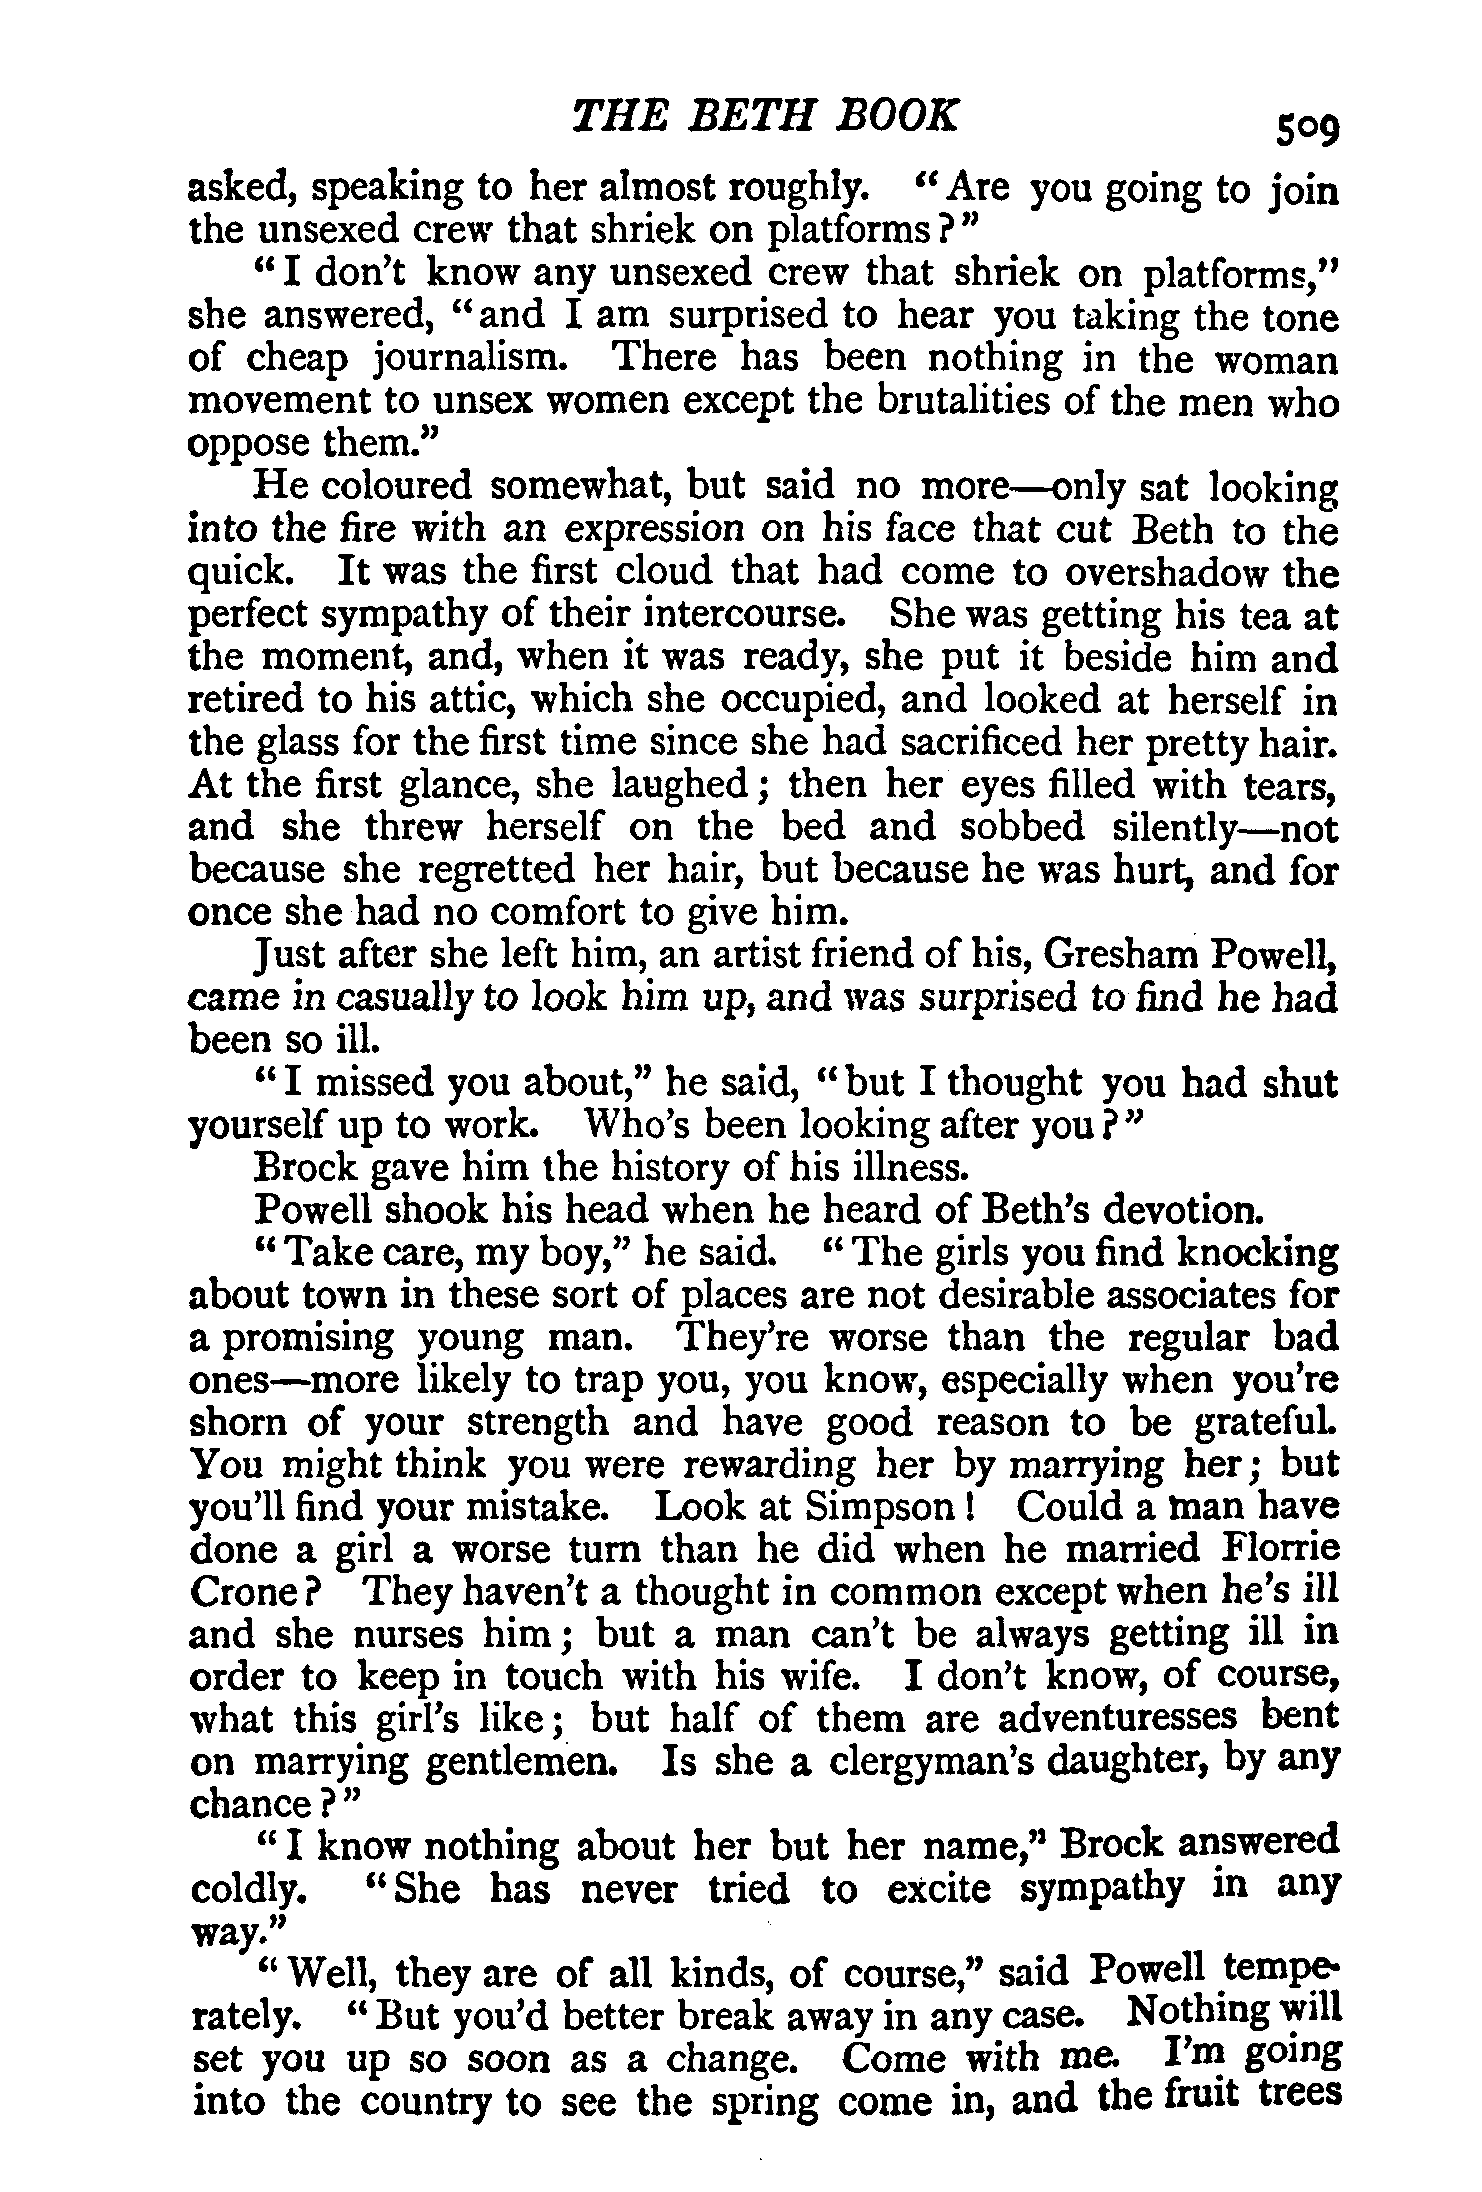 THE BETH BOOK 509
asked, speaking to her almost roughly. "Are you going to join
the unsexed crew that shriek on platforms?"
"I don't know any unsexed crew that shriek on platforms,"
she answered, "and I am surprised to hear you taking the tone
of cheap journalism. There has been nothing in the woman
movement to unsex women except the brutalities of the men who
oppose them."
He coloured somewhat, but said no more—only sat looking
into the fire with an expression on his face that cut Beth to the
quick. It was the first cloud that had come to overshadow the
perfect sympathy of their intercourse. She was getting his tea at
the moment, and, when it was ready, she put it beside him and
retired to his attic, which she occupied, and looked at herself in
the glass for the first time since she had sacrificed her pretty hair.
At the first glance, she laughed; then her eyes filled with tears,
and she threw herself on the bed and sobbed silently—not
because she regretted her hair, but because he was hurt, and for
once she had no comfort to give him.
Just after she left him, an artist friend of his, Gresham Powell,
came in casually to look him up, and was surprised to find he had
been so ill.
"I missed you about," he said, "but I thought you had shut
yourself up to work. Who's been looking after you?"
Brock gave him the history of his illness.
Powell shook his head when he heard of Beth's devotion.
"Take care, my boy," he said. "The girls you find knocking
about town in these sort of places are not desirable associates for
a promising young man. They're worse than the regular bad
ones—more likely to trap you, you know, especially when you're
shorn of your strength and have good reason to be grateful.
You might think you were rewarding her by marrying her; but
you'll find your mistake. Look at Simpson! Could a man have
done a girl a worse turn than he did when he married Florrie
Crone? They haven't a thought in common except when he's ill
and she nurses him; but a man can't be always getting ill in
order to keep in touch with his wife. I don't know, of course,
what this girl's like; but half of them are adventuresses bent
on marrying gentlemen. Is she a clergyman's daughter, by any
chance?"
"I know nothing about her but her name," Brock answered
coldly. "She has never tried to excite sympathy in any
way."
"Well, they are of all kinds, of course," said Powell tempe-
rately. "But you'd better break away in any case. Nothing will
set you up so soon as a change. Come with me. I'm going
into the country to see the spring come in, and the fruit trees